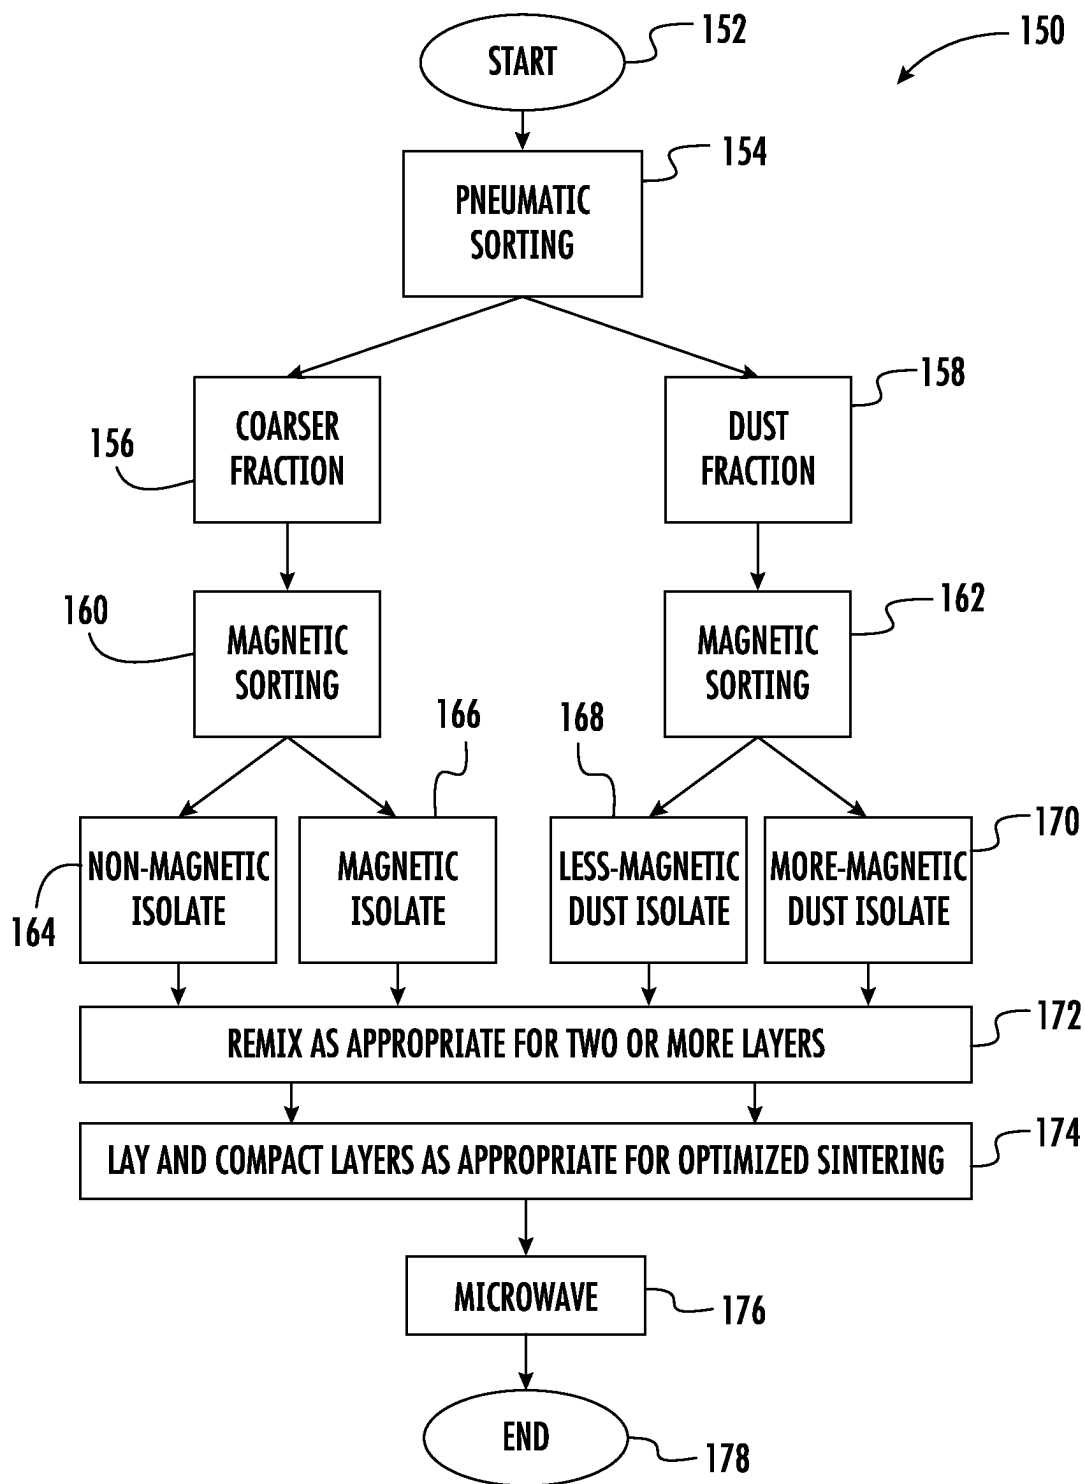 START
152
150
PNEUMATIC
SORTING
154
COARSER
FRACTION
156
DUST
FRACTION
158
MAGNETIC
SORTING
160
MAGNETIC
SORTING
162
166
168
NON-MAGNETIC
ISOLATE
164
MAGNETIC
ISOLATE
LESS-MAGNETIC
DUST ISOLATE
MORE-MAGNETIC
DUST ISOLATE
170
REMIX AS APPROPRIATE FOR TWO OR MORE LAYERS
172
LAY AND COMPACT LAYERS AS APPROPRIATE FOR OPTIMIZED SINTERING
174
MICROWAVE
176
END
178